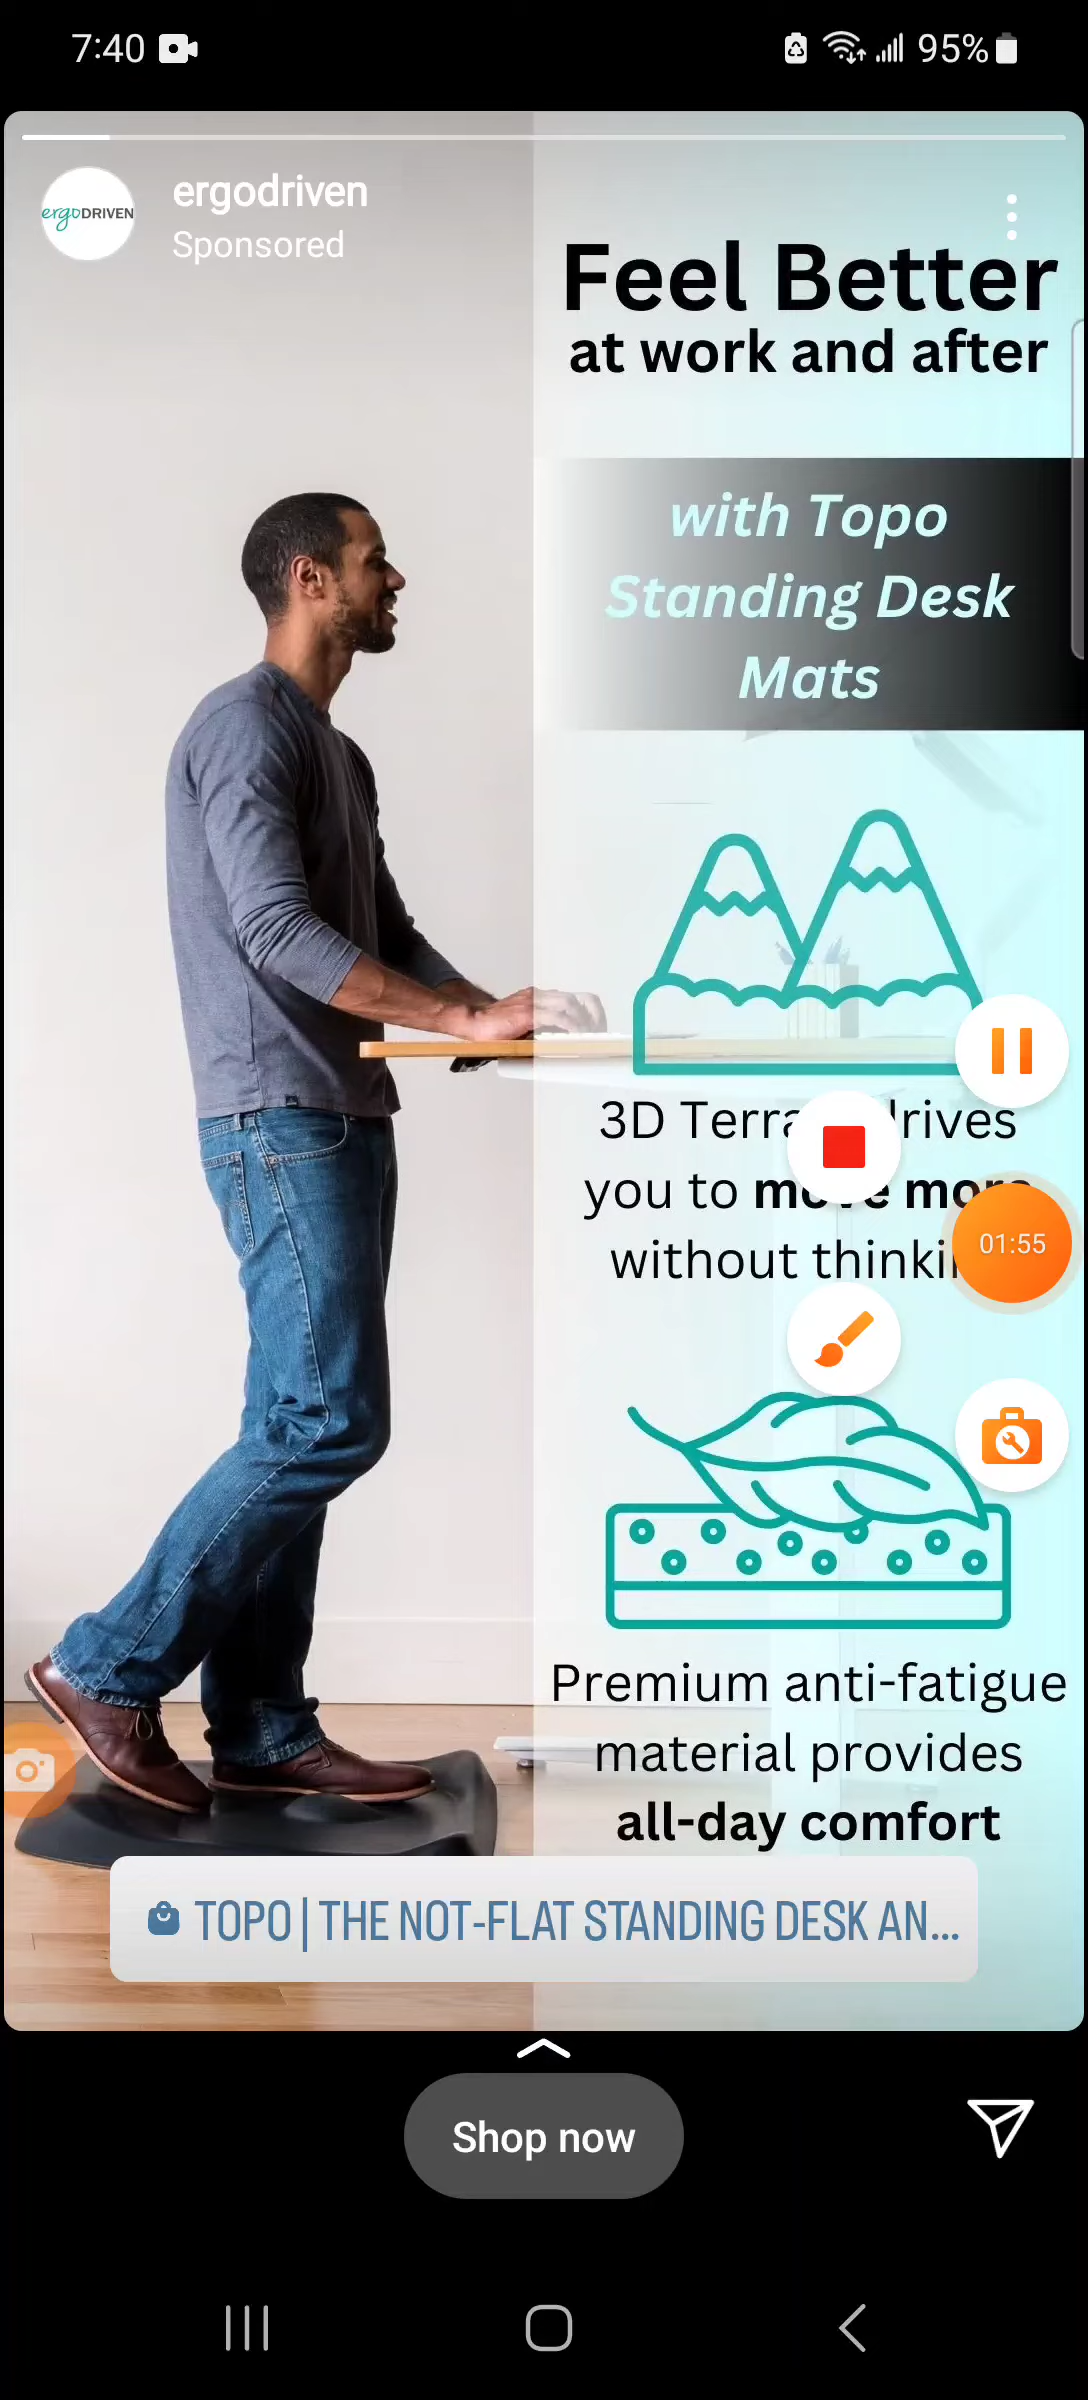 7:40
95%
ergoDRIVEN
ergodriven
Sponsored
Feel Better
at work and after
with Topo
Standing Desk
Mats
3D rives
you to more
without
01:55
Premium anti-fatigue
material provides
all-day comfort
TOPO | THE NOT-FLAT STANDING DESK AN...
Shop now